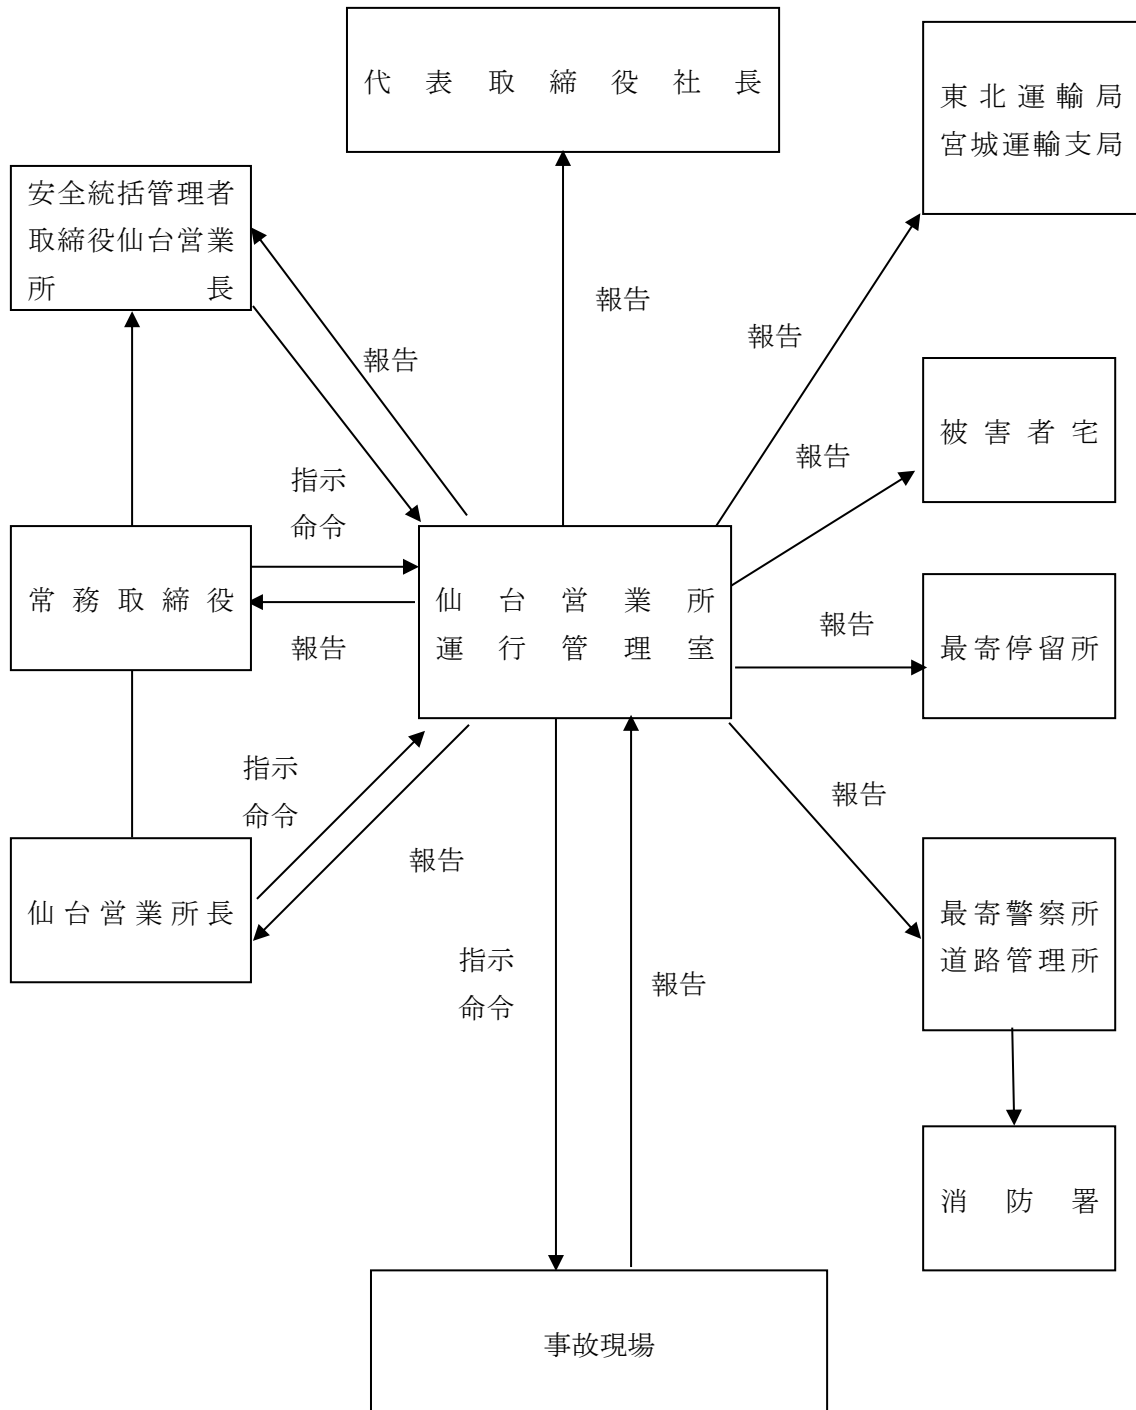 代表取締役社長
東北運輸局
宮城運輸支局
安全統括管理者
取締役仙台営業
所長
報告
報告
報告
被害者宅
報告
指示
命令
常務取締役
仙台営業所
運行管理室
報告
報告
最寄停留所
指示
命令
報告
報告
仙台営業所長
最寄警察所
道路管理所
指示
命令
報告
消防署
事故現場